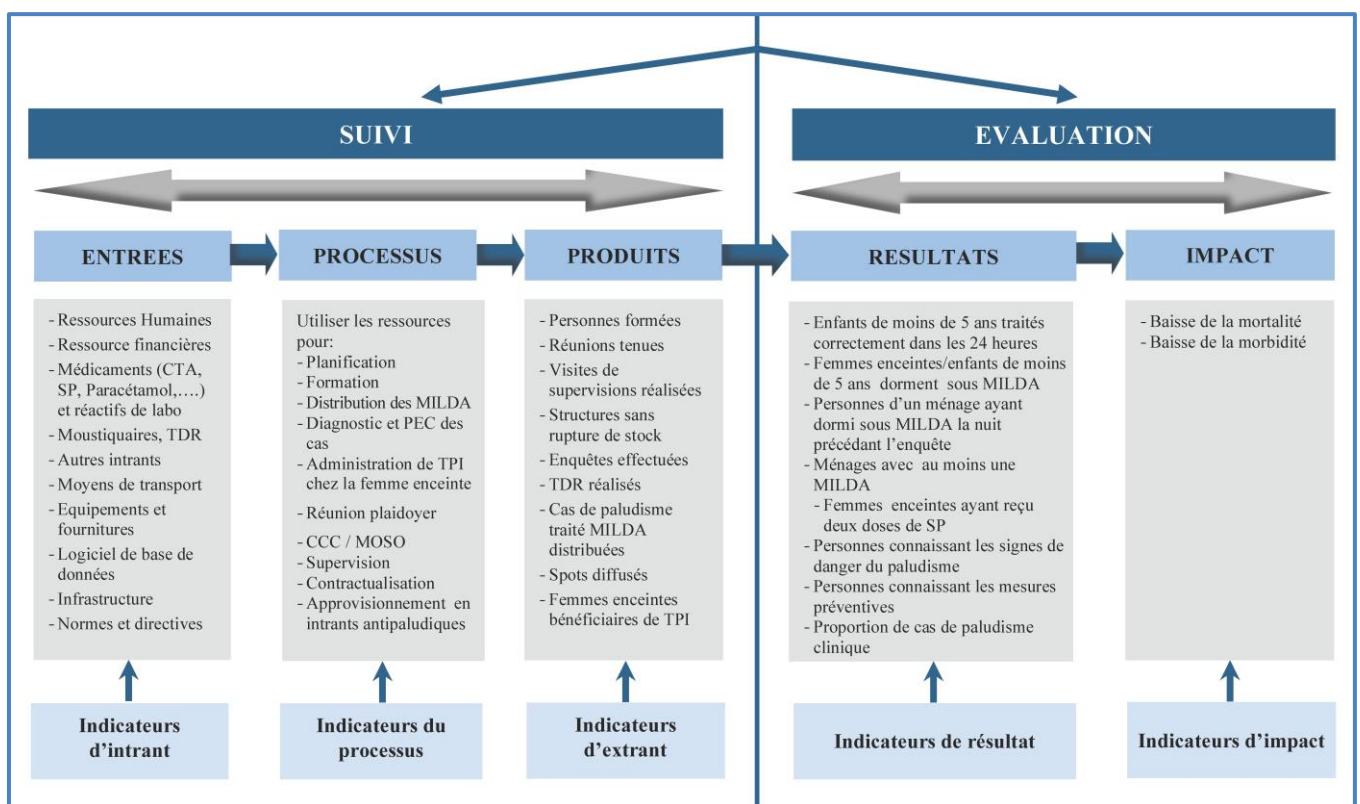 SUIVI
EVALUATION
ENTREES
PROCESSUS
PRODUITS
RESULTATS
IMPACT
- Ressources Humaines
- Ressource financières
- Médicaments (CTA,
SP, Paracétamol,….)
et réactifs de labo
- Moustiquaires, TDR
- Autres intrants
- Moyens de transport
- Equipements et
fournitures
- Logiciel de base de
données
- Infrastructure
- Normes et directives
Utiliser les ressources
pour:
- Planification
- Formation
- Distribution des MILDA
- Diagnostic et PEC des
cas
- Administration de TPI
chez la femme enceinte
- Réunion plaidoyer
- CCC / MOSO
- Supervision
- Contractualisation
- Approvisionnement en
intrants antipaludiques
- Personnes formées
- Réunions tenues
- Visites de
supervisions réalisées
- Structures sans
rupture de stock
- Enquêtes effectuées
- TDR réalisés
- Cas de paludisme
traité MILDA
distribuées
- Spots diffusés
- Femmes enceintes
bénéficiaires de TPI
- Enfants de moins de 5 ans traités
correctement dans les 24 heures
- Femmes enceintes/enfants de moins
de 5 ans dorment sous MILDA
- Personnes d’un ménage ayant
dormi sous MILDA la nuit
précédant l’enquête
- Ménages avec au moins une
MILDA
- Femmes enceintes ayant reçu
deux doses de SP
- Personnes connaissant les signes de
danger du paludisme
- Personnes connaissant les mesures
préventives
- Proportion de cas de paludisme
clinique
- Baisse de la mortalité
- Baisse de la morbidité
Indicateurs
d’intrant
Indicateurs du
processus
Indicateurs
d’extrant
Indicateurs de résultat
Indicateurs d’impact